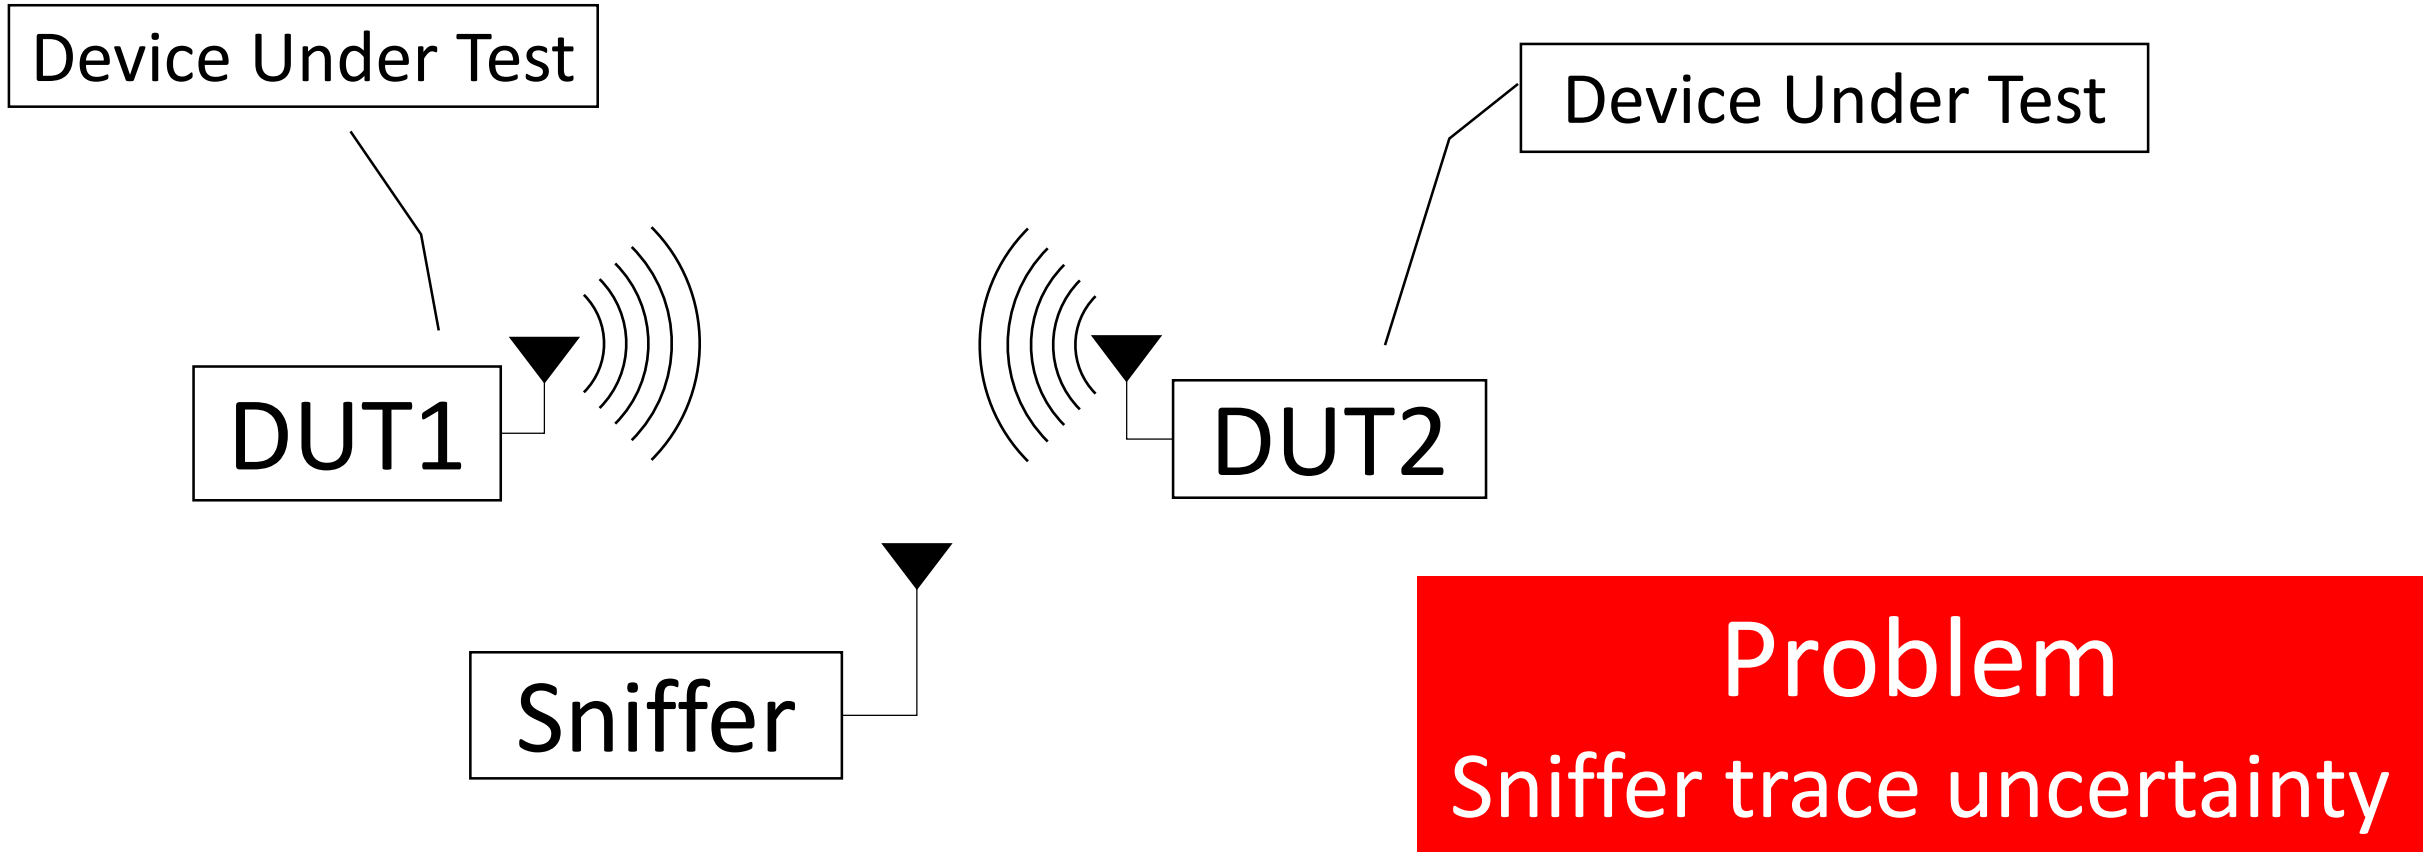 Device Under Test
Device Under Test
DUT1
DUT2
Sniffer
Problem
Sniffer trace uncertainty